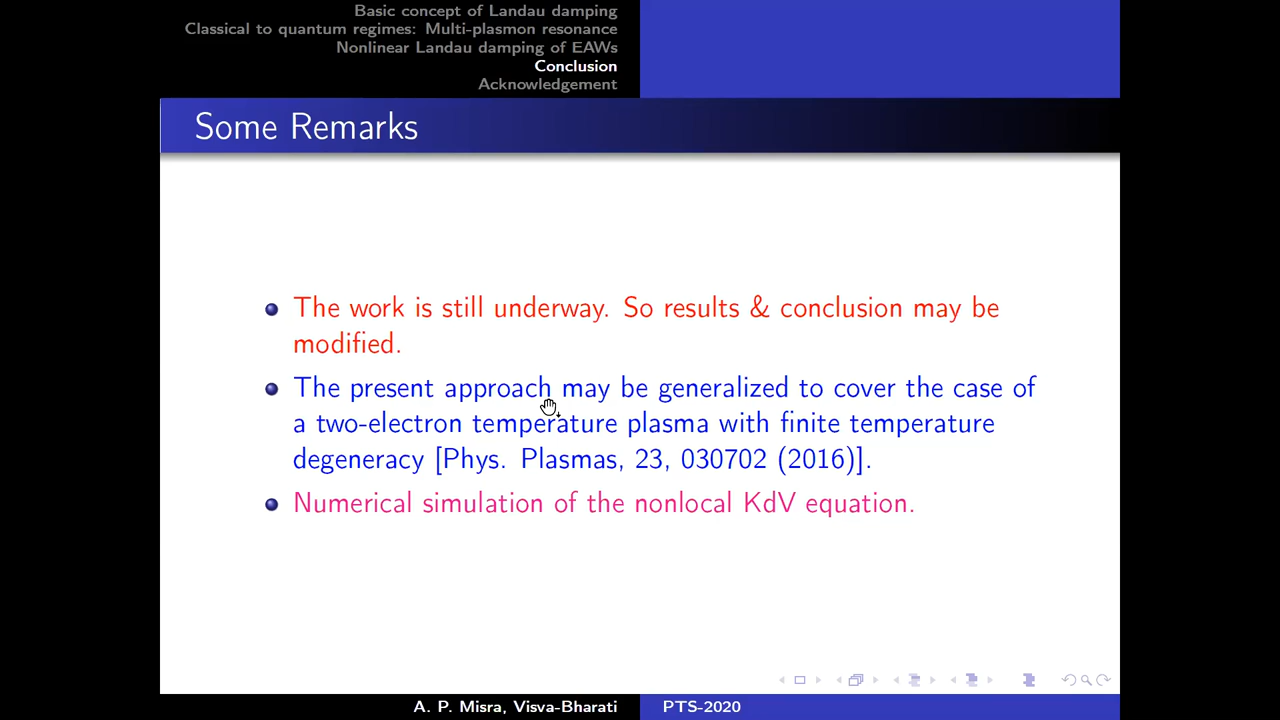 Basic concept of Landau damping
Classical to quantum regimes: Multi-plasmon resonance
Nonlinear Landau damping of EAWs
Conclusion
Acknowledgement
Some Remarks
The work is still underway. So results & conclusion may be
modified.
The present approach may be generalized to cover the case of
a two-electron temperature plasma with finite temperature
degeneracy [Phys. Plasmas, 23, 030702 (2016)].
Numerical simulation of the nonlocal KdV equation.
A. P. Misra, Visva-Bharati
PTS-2020